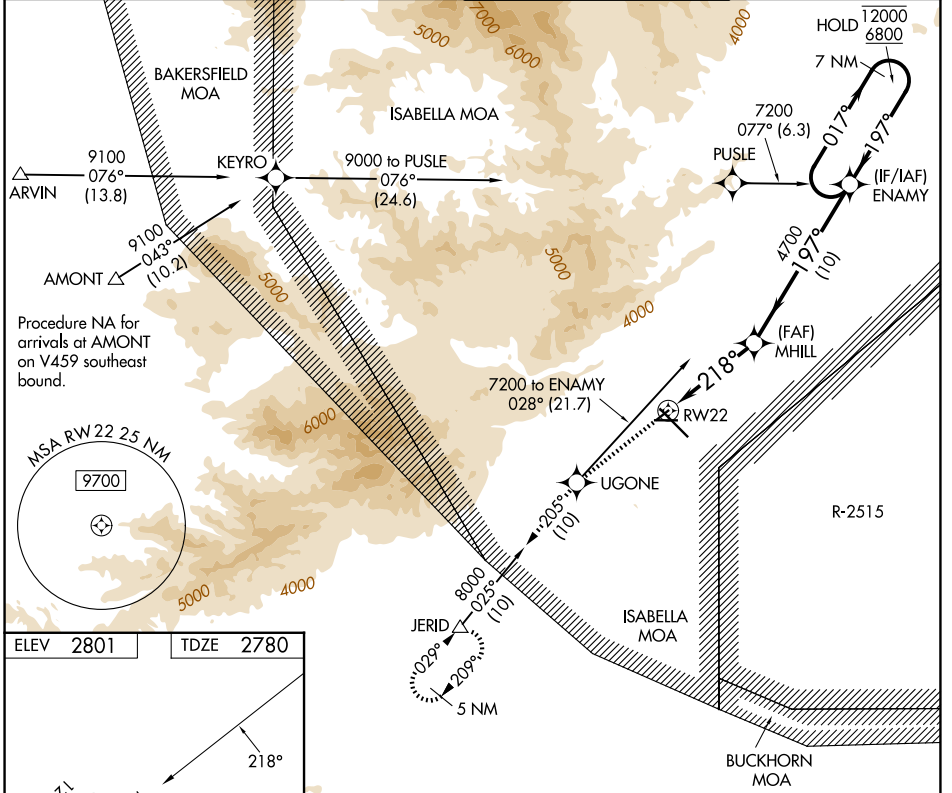 7000
5000
6000
4000
HOLD 12000
6800
7 NM
BAKERSFIELD
MOA
ISABELLA MOA
017°
197°
7200
077° (6.3)
PUSLE
KEYRO
9100
076°
(13.8)
ARVIN
9000 to PUSLE
076°
(24.6)
(IF/IAF)
ENAMY
9100
043°
(10.2)
AMONT
4700
197°
(10)
5000
5000
4000
Procedure NA for
arrivals at AMONT
on V459 southeast
bound.
(FAF)
MHILL
218°
7200 to ENAMY
028° (21.7)
RW22
6000
MSA RW22 25 NM
9700
UGONE
205°
(10)
R-2515
5000
4000
8000
025°
(10)
JERID
029°
209°
5 NM
ISABELLA
MOA
BUCKHORN
MOA
ELEV 2801
TDZE 2780
218°